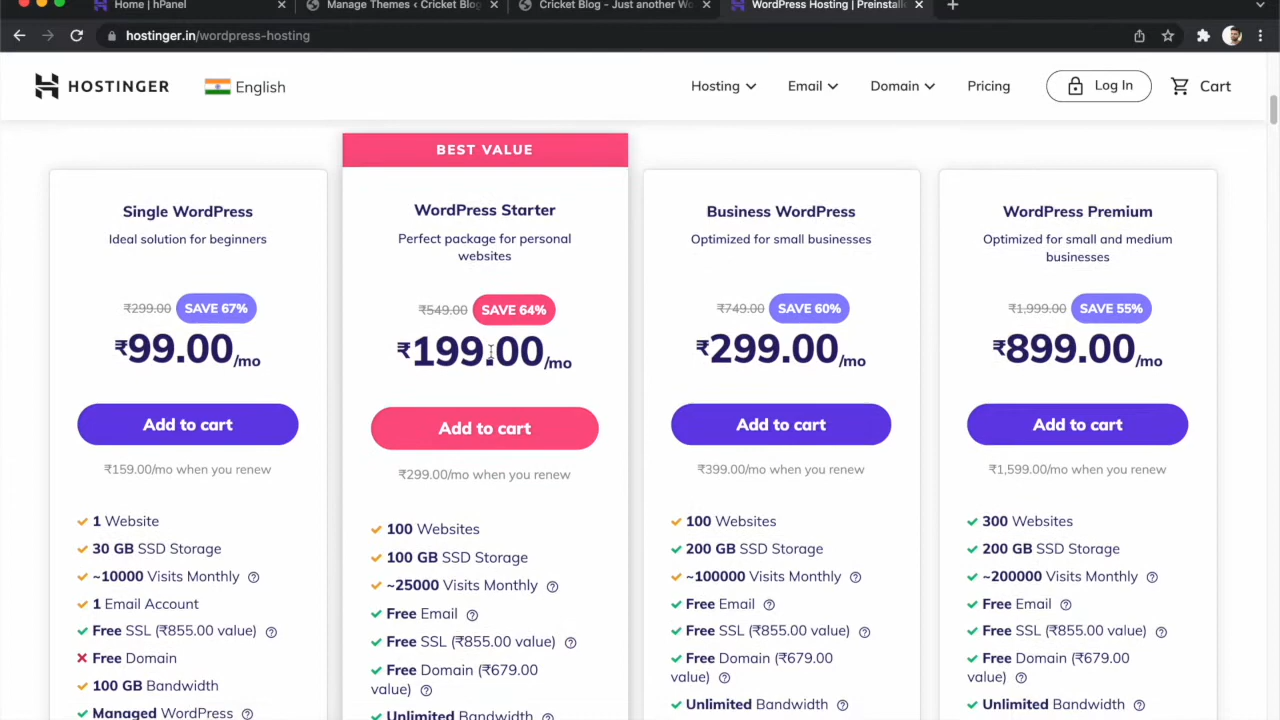 Home | hPanel
Manage Themes ‹ Cricket Blog
Cricket Blog - Just another Wo
WordPress Hosting | Preinstalle
hostinger.in/wordpress-hosting
HOSTINGER
English
Hosting
Email
Domain
Pricing
Log In
Cart
BEST VALUE
Single WordPress
Ideal solution for beginners
₹299.00 SAVE 67%
₹99.00/mo
Add to cart
₹159.00/mo when you renew
1 Website
30 GB SSD Storage
~10000 Visits Monthly
1 Email Account
Free SSL (₹855.00 value)
Free Domain
100 GB Bandwidth
Managed WordPress
WordPress Starter
Perfect package for personal
websites
₹549.00 SAVE 64%
₹199.00/mo
Add to cart
₹299.00/mo when you renew
100 Websites
100 GB SSD Storage
~25000 Visits Monthly
Free Email
Free SSL (₹855.00 value)
Free Domain (₹679.00
value)
Unlimited Bandwidth
Business WordPress
Optimized for small businesses
₹749.00 SAVE 60%
₹299.00/mo
Add to cart
₹399.00/mo when you renew
100 Websites
200 GB SSD Storage
~100000 Visits Monthly
Free Email
Free SSL (₹855.00 value)
Free Domain (₹679.00
value)
Unlimited Bandwidth
WordPress Premium
Optimized for small and medium
businesses
₹1,999.00 SAVE 55%
₹899.00/mo
Add to cart
₹1,599.00/mo when you renew
300 Websites
200 GB SSD Storage
~200000 Visits Monthly
Free Email
Free SSL (₹855.00 value)
Free Domain (₹679.00
value)
Unlimited Bandwidth